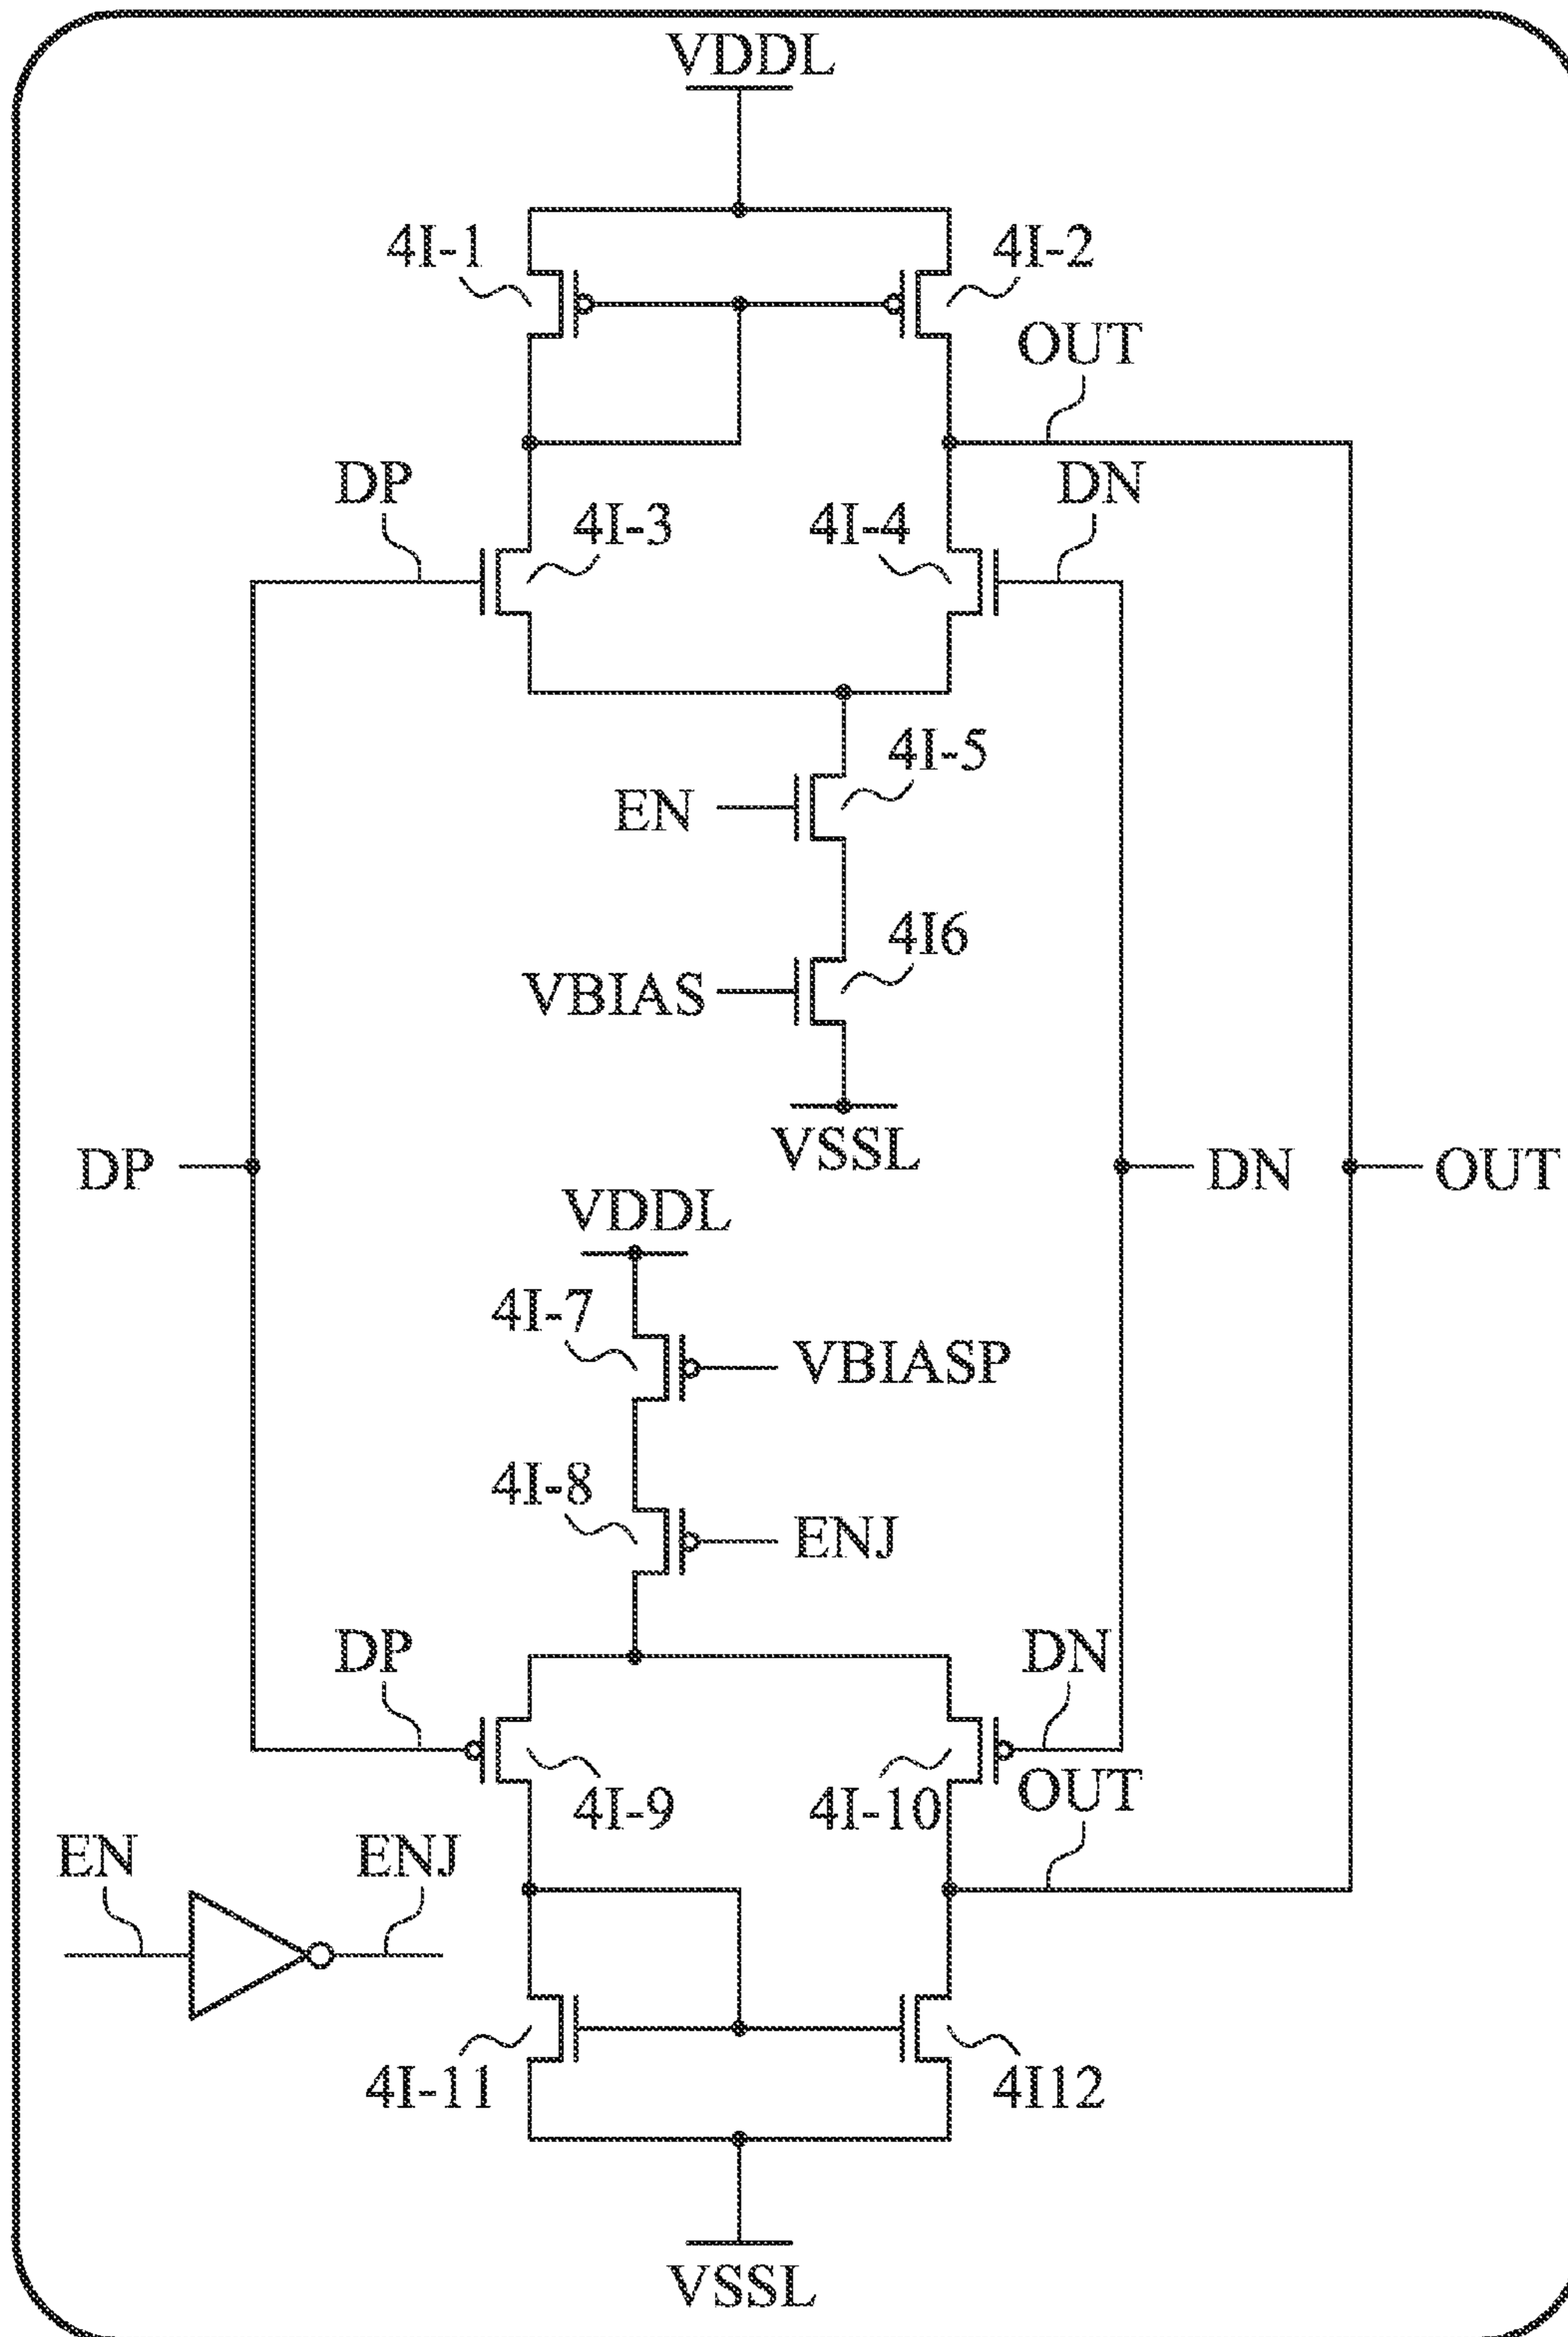 VDDL
4I-1
4I-2
OUT
DP
4I-3
4I-4
DN
4I-5
EN
4I6
VBIAS
VSSL
DP
DN
OUT
VDDL
4I-7
VBIASP
4I-8
ENJ
DP
DN
4I-9
4I-10
OUT
EN
ENJ
4I-11
4I12
VSSL